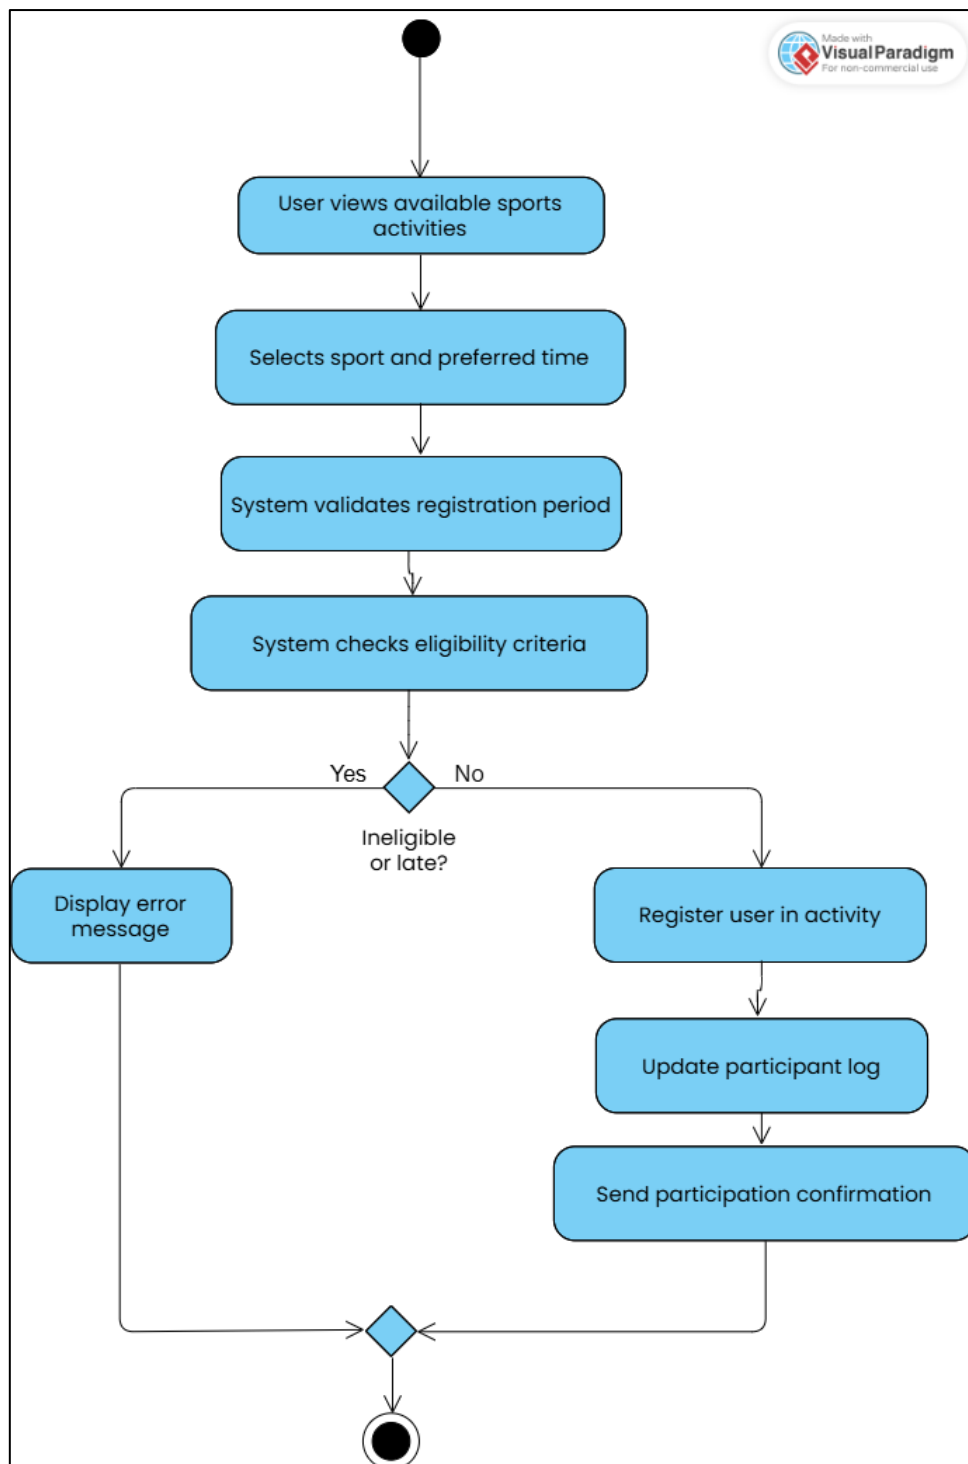 Made with
Visual Paradigm
For non-commercial use
User views available sports
activities
Selects sport and preferred time
System validates registration period
System checks eligibility criteria
Yes
No
Ineligible
or late?
Display error
message
Register user in activity
Update participant log
Send participation confirmation